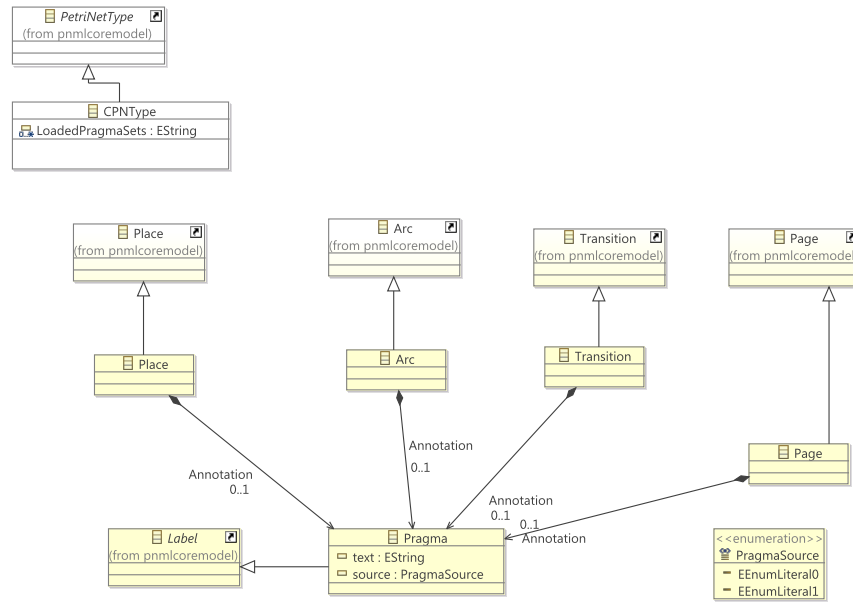 PetriNetType
(from pnmlcoremodel)
CPNType
LoadedPragmaSets : EString
Place
(from pnmlcoremodel)
Arc
(from pnmlcoremodel)
Transition
(from pnmlcoremodel)
Page
(from pnmlcoremodel
Place
Arc
Transition
Page
Annotation
0..1
Annotation
0..1
Annotation
0..1
0..1
Annotation
Label
(from pnmlcoremodel)
Pragma
text : EString
source : PragmaSource
<<enumeration>>
PragmaSource
EEnumLiteral0
EEnumLiteral1